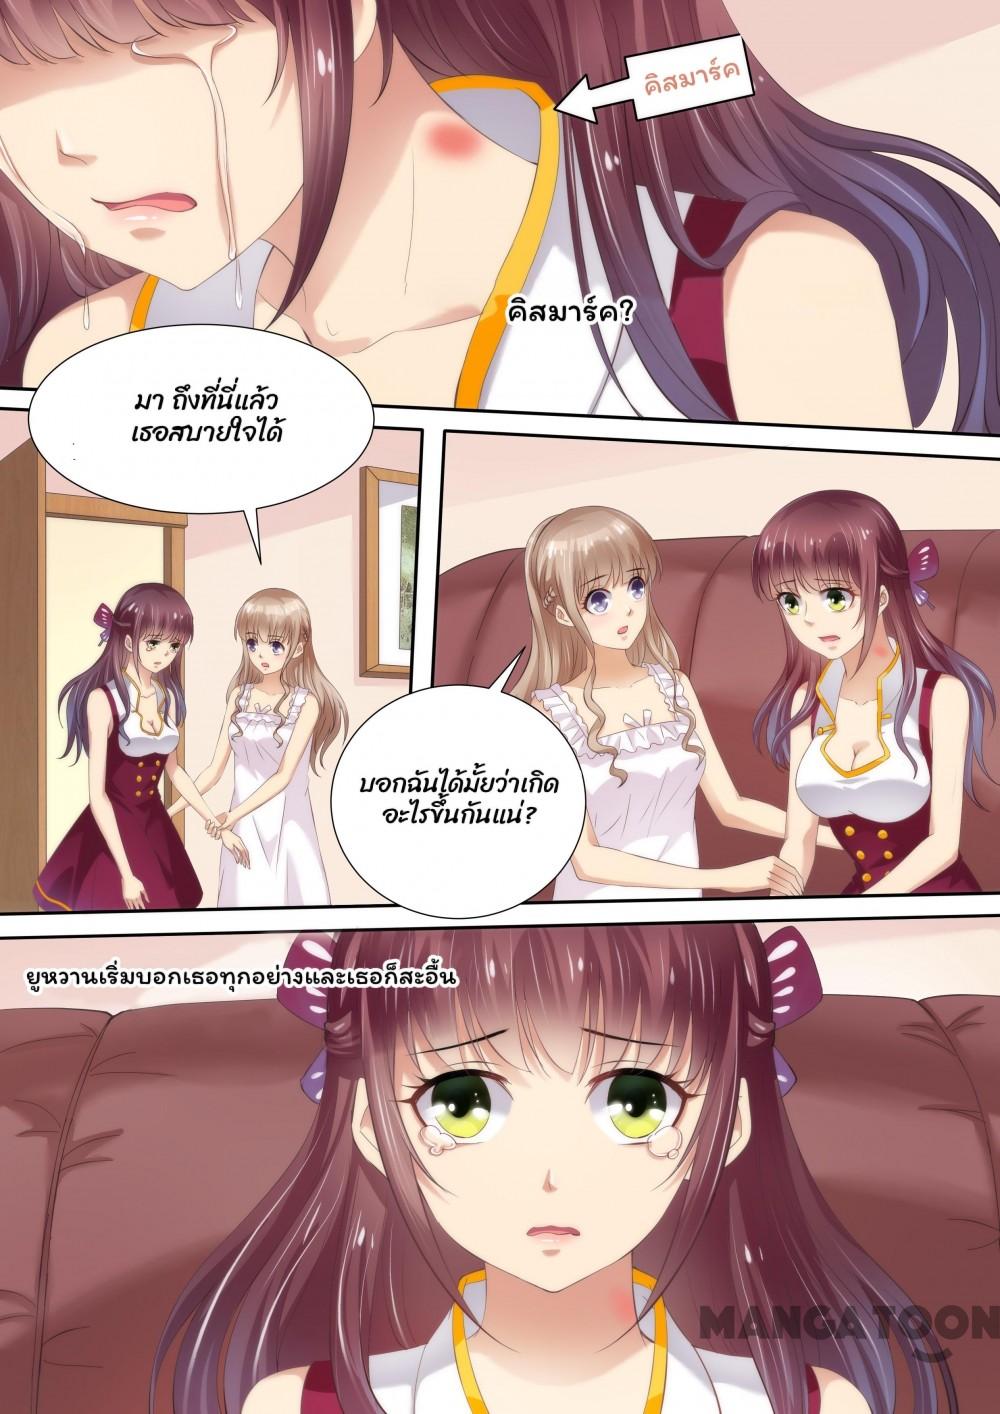 คิสมาร์ค
คิสมาร์ค?
มา ถึงที่นี่แล้ว
เธอสบายใจได้
บอกฉันได้มั้ยว่าเกิด
อะไรขึ้นกันแน่?
ยูหวานเริ่มบอกเธอทุกอย่างและเธอก็สะอื้น
MANGATOON